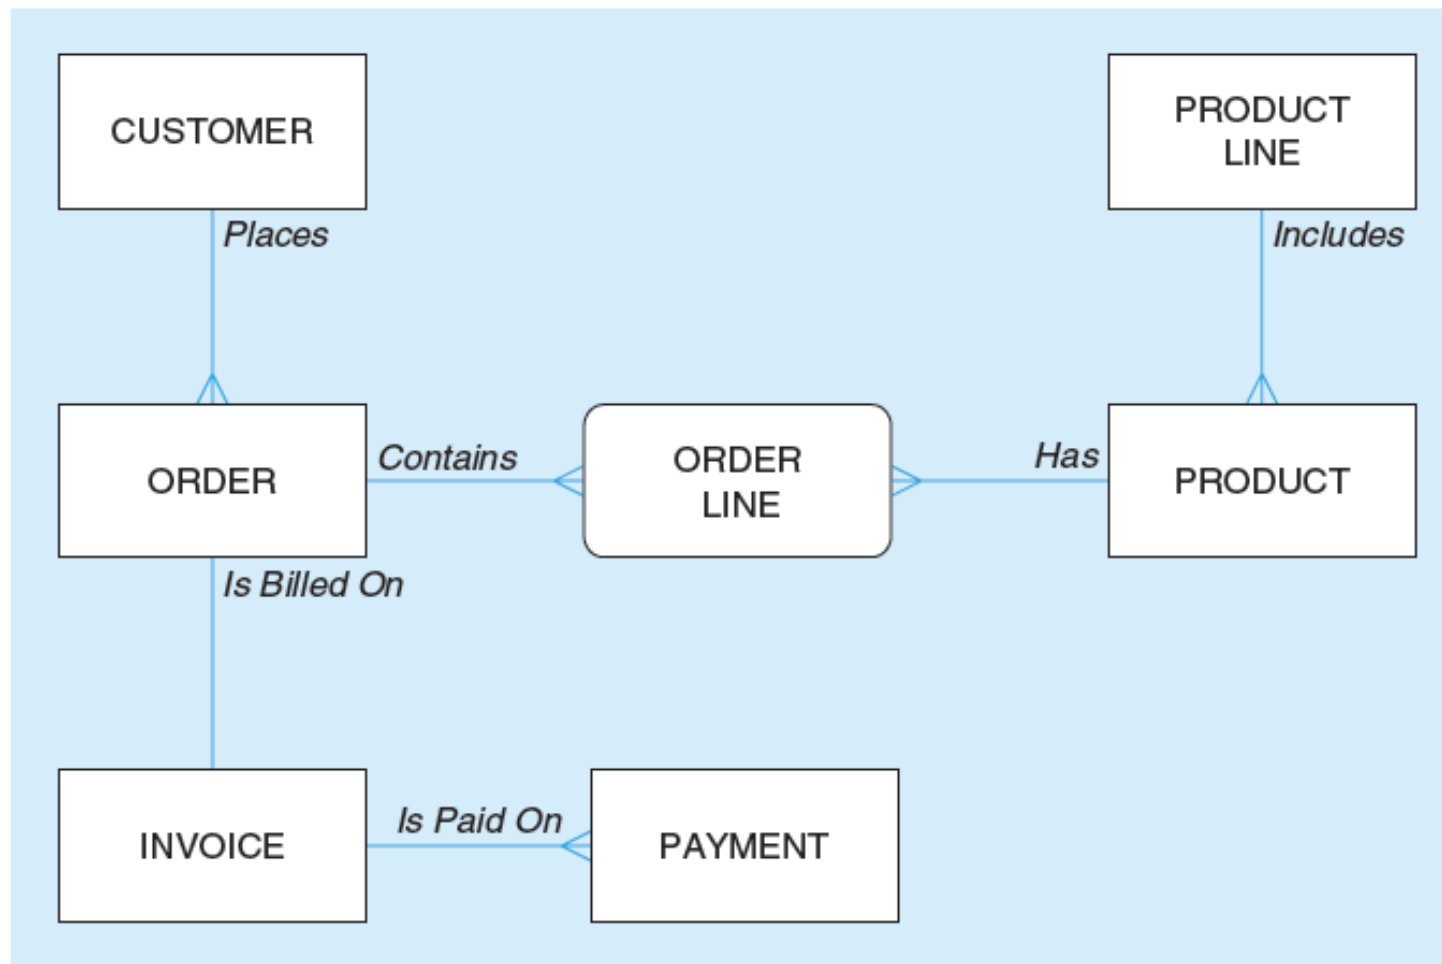 CUSTOMER
PRODUCT
LINE
Places
Includes
ORDER
Contains
ORDER
LINE
Has
PRODUCT
Is Billed On
INVOICE
Is Paid On
PAYMENT